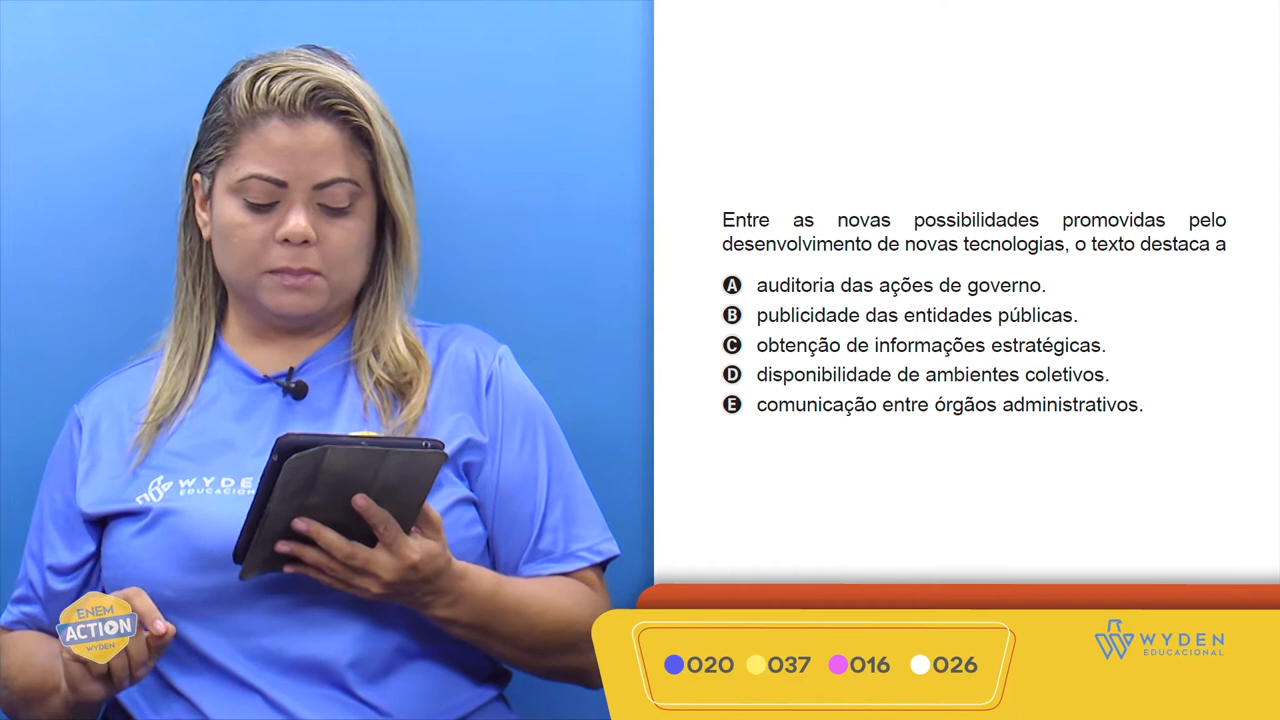 Entre as novas possibilidades promovidas pelo
desenvolvimento de novas tecnologias, o texto destaca a
A auditoria das ações de governo.
B publicidade das entidades públicas.
C obtenção de informações estratégicas.
D disponibilidade de ambientes coletivos.
E comunicação entre órgãos administrativos.
WYDE
EDUCACION
ENEM
ACTION
WYDEN
020 037 016 026
WYDEN
EDUCACIONAL